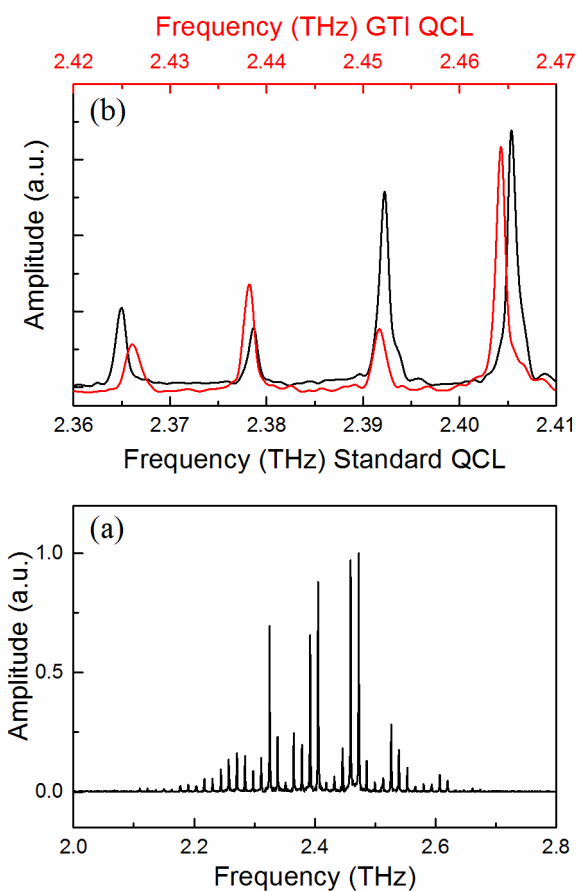 Frequency (THz) GTI QCL
2.42 2.43 2.44 2.45 2.46 2.47
(b)
Amplitude (a.u.)
2.36 2.37 2.38 2.39 2.40 2.41
Frequency (THz) Standard QCL
(a)
1.0
0.5
0.0
Amplitude (a.u.)
2.0 2.2 2.4 2.6 2.8
Frequency (THz)